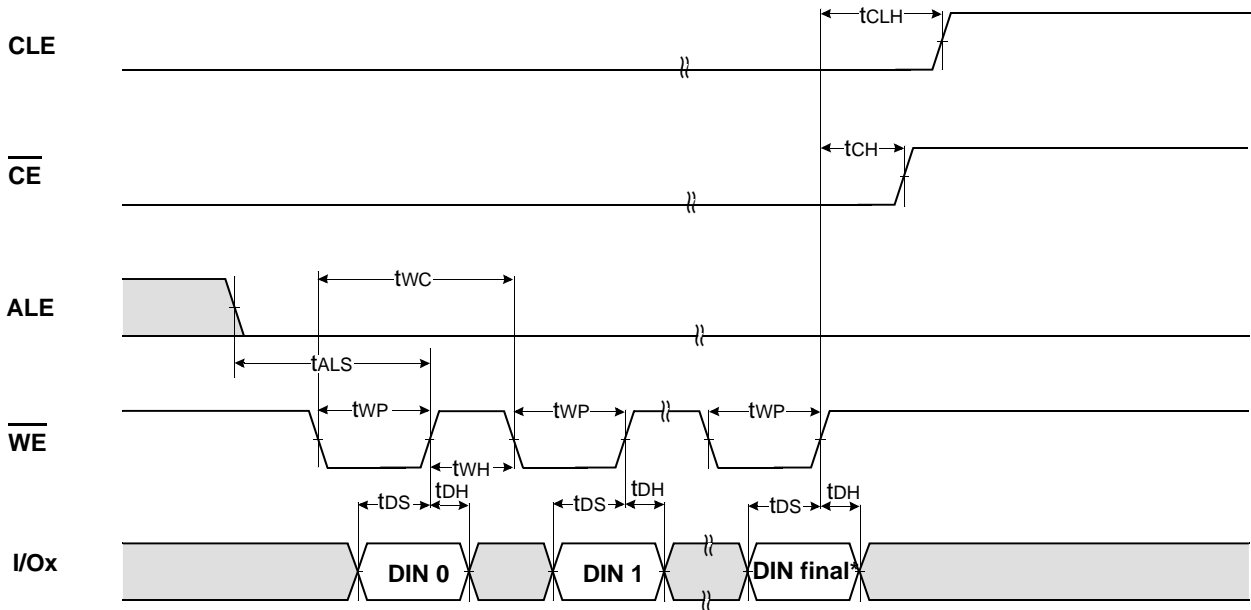 tCLH
CLE
tCH
CE
tWC
ALE
tALS
tWP tWP tWP
WE
tWH
tDS tDH tDS tDH tDS tDH
I/Ox DIN 0 DIN 1 DIN final*